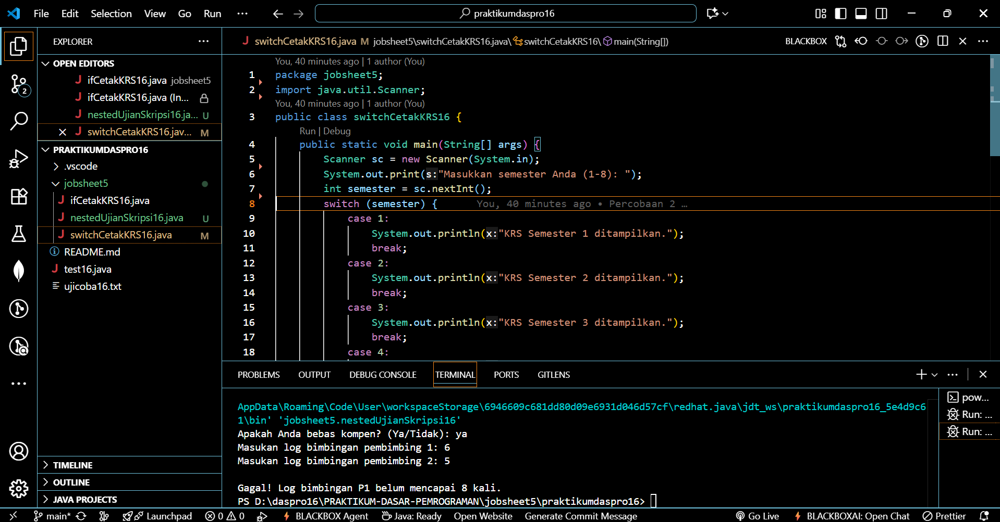 File Edit Selection View Go Run ··· praktikumdaspro16
EXPLORER ···
OPEN EDITORS
J ifCetakKRS16.java jobsheet5
J ifCetakKRS16.java (In...
J nestedUjianSkripsi16.ja... U
J switchCetakKRS16.jav... M
PRAKTIKUMDASPRO16
.vscode
jobsheet5
J ifCetakKRS16.java
J nestedUjianSkripsi16.java U
J switchCetakKRS16.java M
README.md
J test16.java
ujicoba16.txt
TIMELINE
OUTLINE
JAVA PROJECTS
2
J switchCetakKRS16.java M jobsheet5\switchCetakKRS16.java\switchCetakKRS16\main(String[]) BLACKBOX ···
You, 40 minutes ago | 1 author (You)
1 package jobsheet5;
2 import java.util.Scanner;
You, 40 minutes ago | 1 author (You)
3 public class switchCetakKRS16 {
Run | Debug
4 public static void main(String[] args) {
5 Scanner sc = new Scanner(System.in);
6 System.out.print(s:"Masukkan semester Anda (1-8): ");
7 int semester = sc.nextInt();
8 switch (semester) { You, 40 minutes ago • Percobaan 2 …
9 case 1:
10 System.out.println(x:"KRS Semester 1 ditampilkan.");
11 break;
12 case 2:
13 System.out.println(x:"KRS Semester 2 ditampilkan.");
14 break;
15 case 3:
16 System.out.println(x:"KRS Semester 3 ditampilkan.");
17 break;
18 case 4:
PROBLEMS OUTPUT DEBUG CONSOLE TERMINAL PORTS GITLENS
AppData\Roaming\Code\User\workspaceStorage\6946609c681dd80d09e6931d046d57cf\redhat.java\jdt_ws\praktikumdaspro16_5e4d9c6
1\bin' 'jobsheet5.nestedUjianSkripsi16'
Apakah Anda bebas kompen? (Ya/Tidak): ya
Masukan log bimbingan pembimbing 1: 6
Masukan log bimbingan pembimbing 2: 5
Gagal! Log bimbingan P1 belum mencapai 8 kali.
PS D:\daspro16\PRAKTIKUM-DASAR-PEMROGRAMAN\jobsheet5\praktikumdaspro16>
pow...
Run: ...
Run: ...
main* Launchpad 0 0 BLACKBOX Agent Java: Ready Open Website Generate Commit Message Go Live BLACKBOXAI: Open Chat Prettier